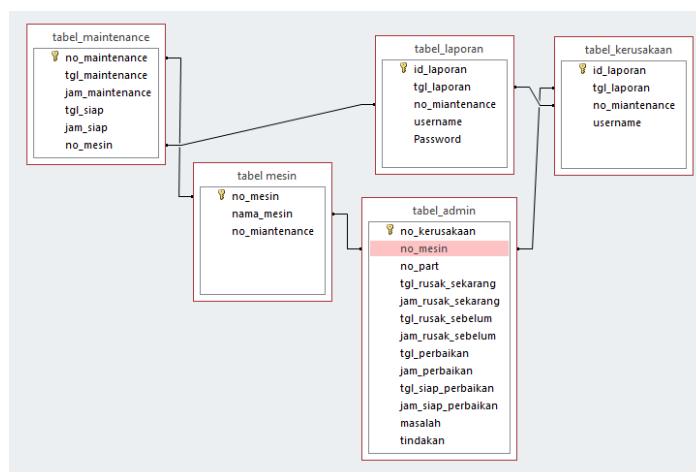 tabel_maintenance
no_maintenance
tgl_maintenance
jam_maintenance
tgl_siap
jam_siap
no_mesin
tabel_laporan
id_laporan
tgl_laporan
no_miantenance
username
Password
tabel_kerusakaan
id_laporan
tgl_laporan
no_miantenance
username
tabel mesin
no_mesin
nama_mesin
no_miantenance
tabel_admin
no_kerusakaan
no_mesin
no_part
tgl_rusak_sekarang
jam_rusak_sekarang
tgl_rusak_sebelum
jam_rusak_sebelum
tgl_perbaikan
jam_perbaikan
tgl_siap_perbaikan
jam_siap_perbaikan
masalah
tindakan